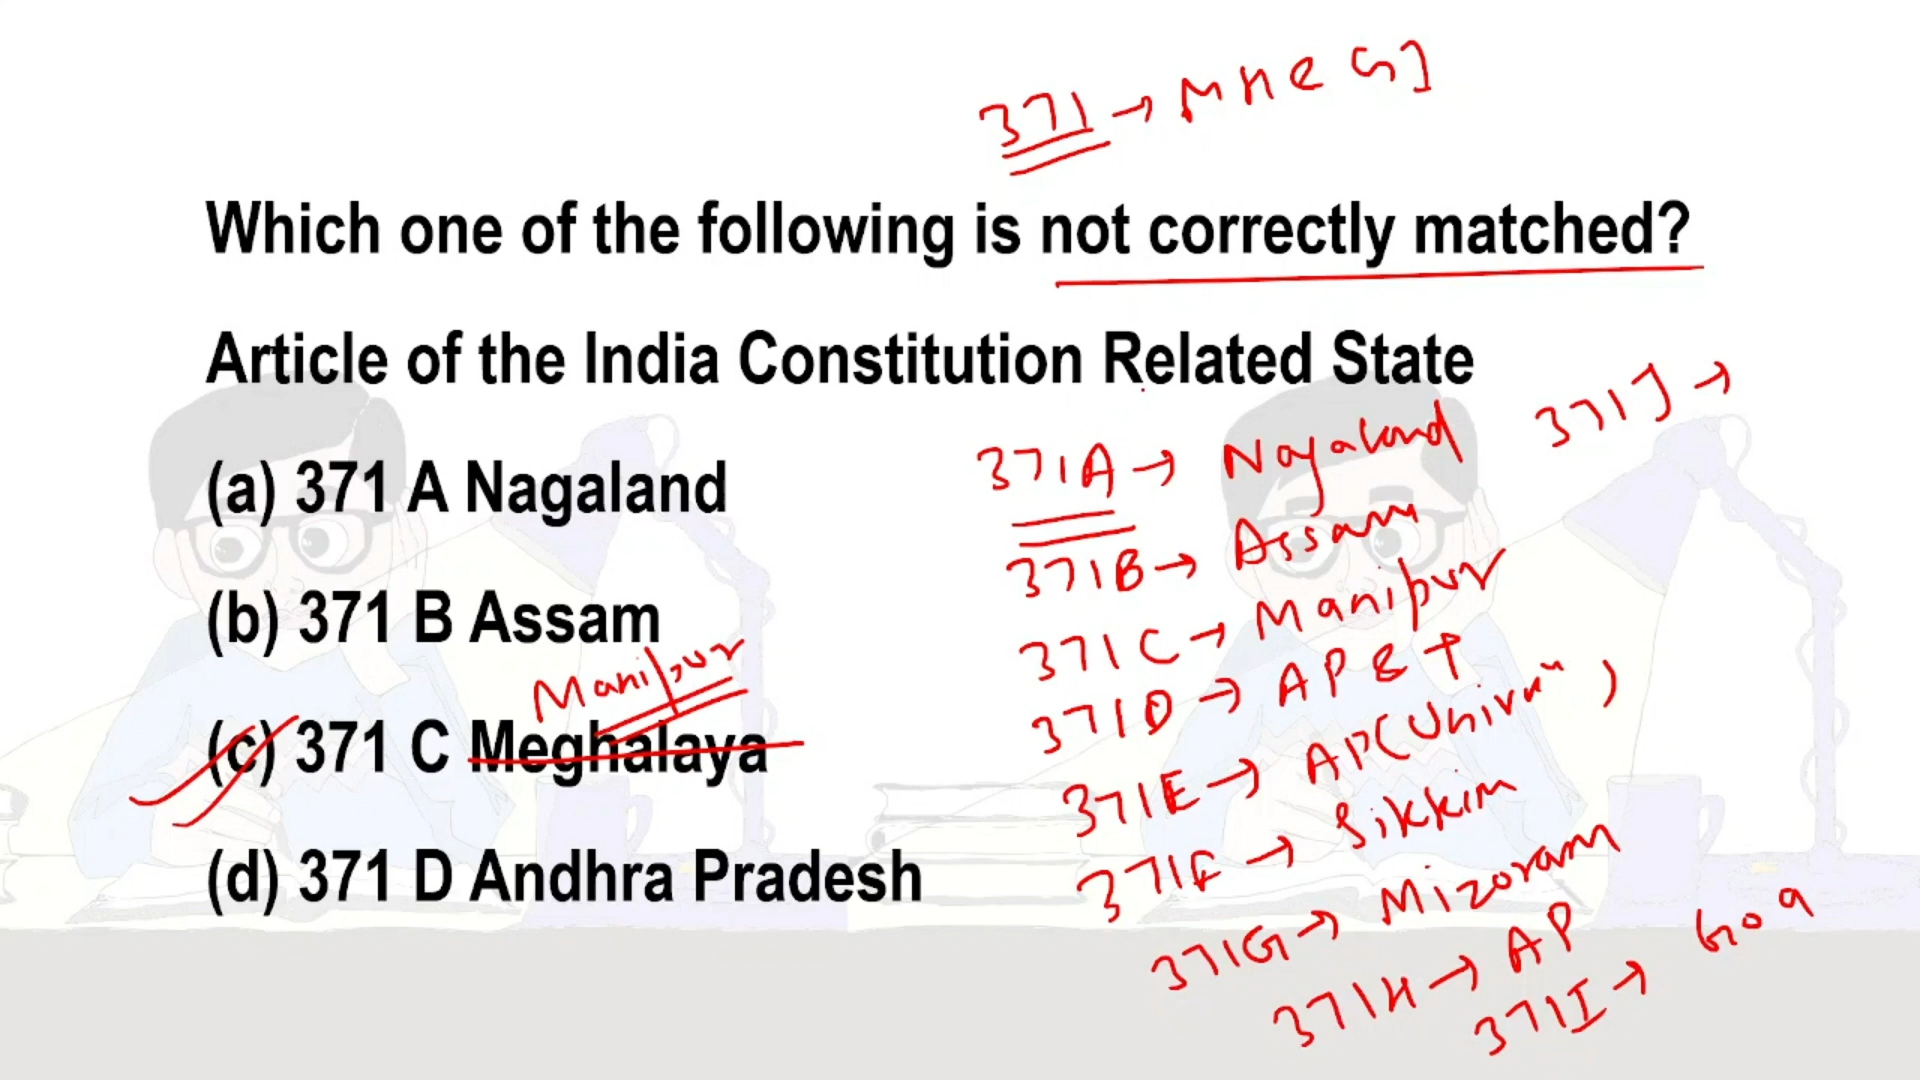 371 → MH & GJ
Which one of the following is not correctly matched?
Article of the India Constitution Related State
371J →
371A → Nagaland
(a) 371 A Nagaland
371B → Assam
(b) 371 B Assam
371C → Manipur
Manipur
371D → AP & T
(c) 371 C Meghalaya
371E → AP (
371F → Sikkim
(d) 371 D Andhra Pradesh
371G → Mizoram
371H → AP
371I → Goa